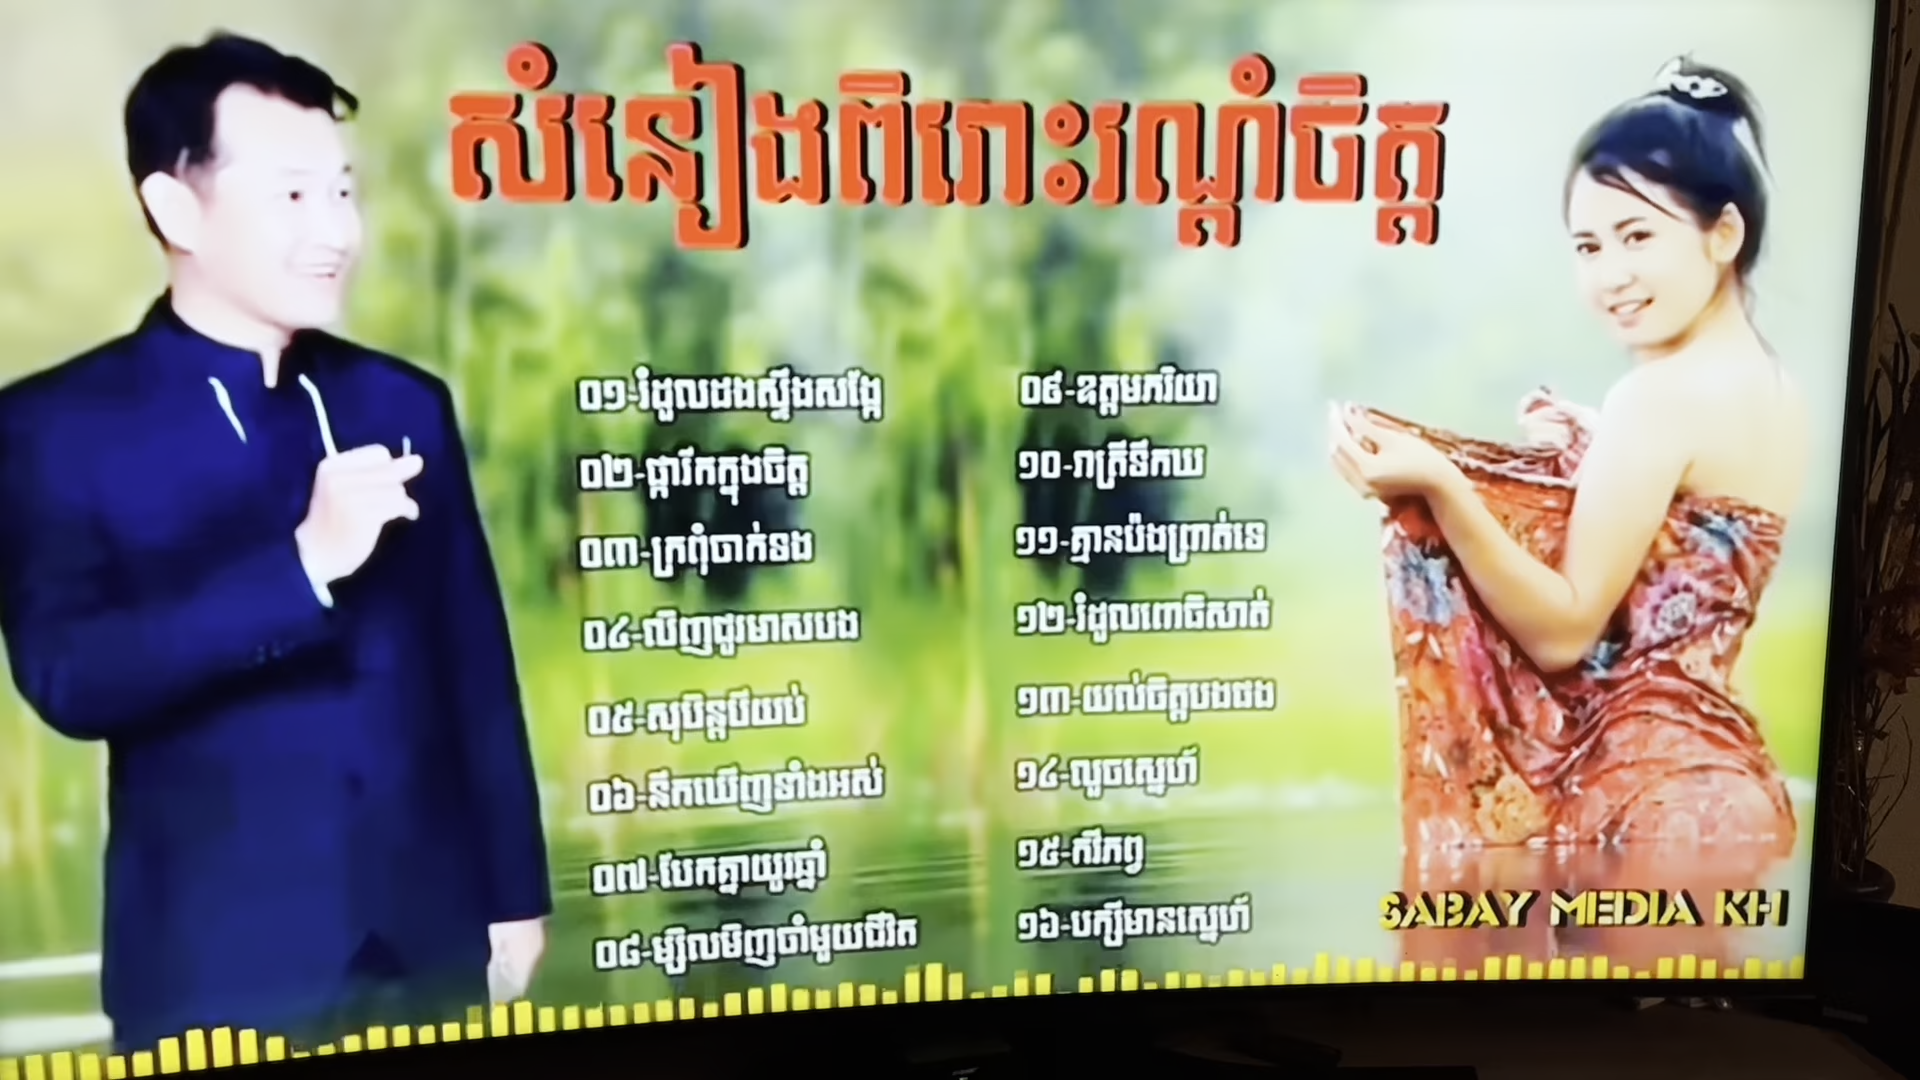 សំនៀងពិរោះរណ្ដំចិត្ត
០១-រំដួលដងស្ទឹងសង្កែ
០២-ផ្ការីកក្នុងចិត្ត
០៣-ក្រពុំចាក់ទង
០៤-លិញជូរមាសបង
០៥-សុបិន្តបីយប់
០៦-នឹកឃើញទាំងអស់
០៧-បែកគ្នាយូរឆ្នាំ
០៨-ម្សិលមិញចាំមួយជីវិត
០៩-ឧត្តមភរិយា
១០-រាត្រីទឹកឃ
១១-គ្មានប៉ងព្រាត់ទេ
១២-រំដួលពោធិសាត់
១៣-យល់ចិត្តបងផង
១៤-លួចស្នេហ៍
១៥-ករីភព្វ
១៦-បក្សីមានស្នេហ៍
SABAY MEDIA KH